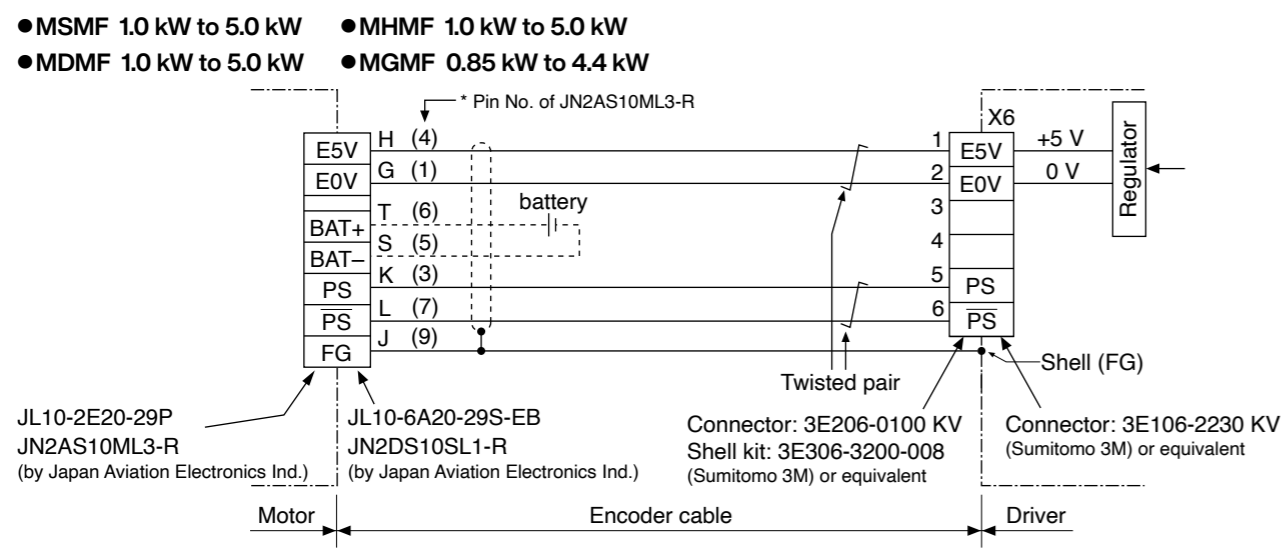 ●MSMF 1.0 kW to 5.0 kW ●MHMF 1.0 kW to 5.0 kW
●MDMF 1.0 kW to 5.0 kW ●MGMF 0.85 kW to 4.4 kW
* Pin No. of JN2AS10ML3-R
X6
E5V H (4) 1 E5V +5 V
E0V G (1) 2 E0V 0 V
Regulator
T (6) battery 3
BAT+
S (5) 4
BAT–
K (3) 5
PS PS
L (7) 6
P̅S̅ P̅S̅
J (9)
FG Shell (FG)
Twisted pair
JL10-2E20-29P
JN2AS10ML3-R
(by Japan Aviation Electronics Ind.)
JL10-6A20-29S-EB
JN2DS10SL1-R
(by Japan Aviation Electronics Ind.)
Connector: 3E206-0100 KV
Shell kit: 3E306-3200-008
(Sumitomo 3M) or equivalent
Connector: 3E106-2230 KV
(Sumitomo 3M) or equivalent
Motor Encoder cable Driver